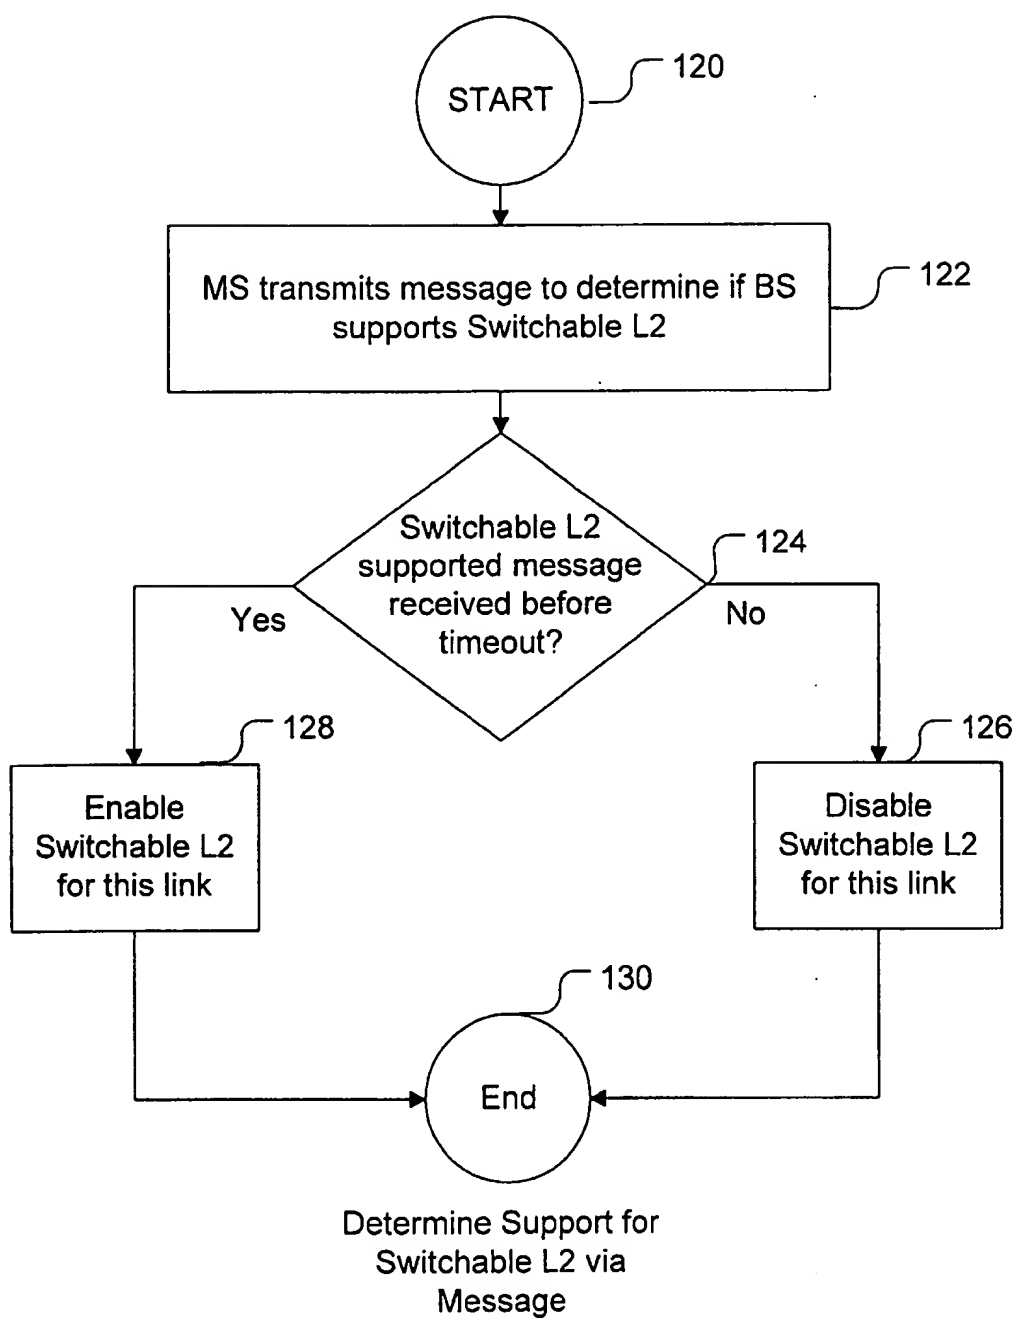 START
120
MS transmits message to determine if BS
supports Switchable L2
122
Switchable L2
supported message
received before
timeout?
124
Yes
No
128
126
Enable
Switchable L2
for this link
Disable
Switchable L2
for this link
130
End
Determine Support for
Switchable L2 via
Message